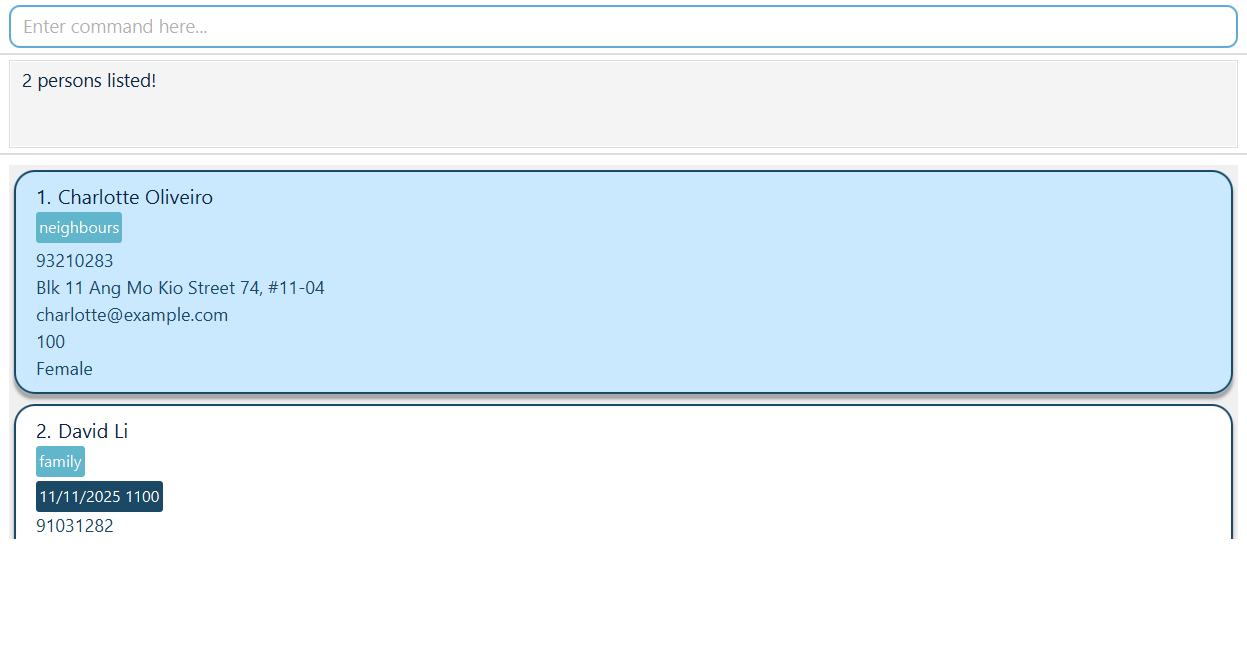 Enter command here...
2 persons listed!
1. Charlotte Oliveiro
neighbours
93210283
Blk 11 Ang Mo Kio Street 74, #11-04
charlotte@example.com
100
Female
2. David Li
family
11/11/2025 1100
91031282